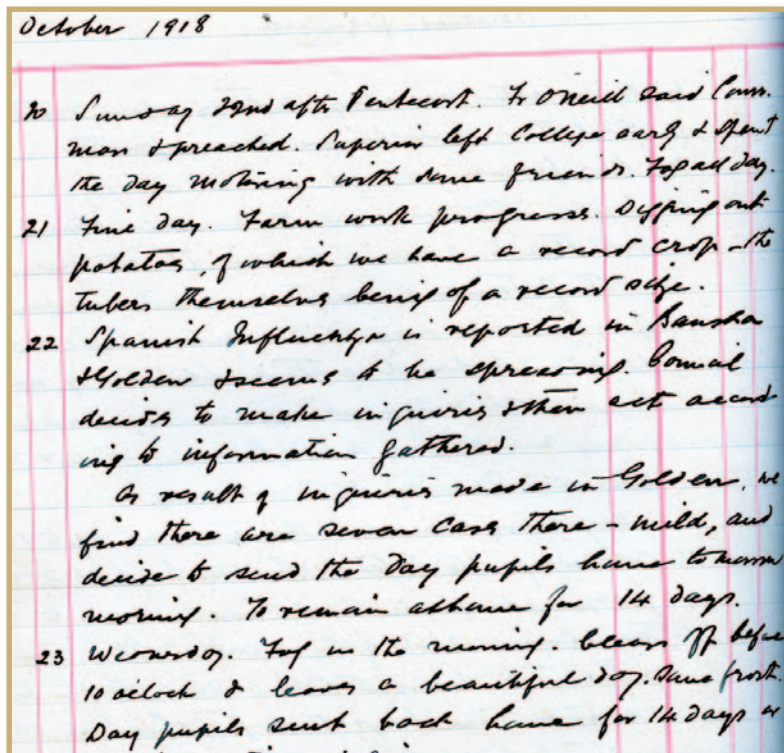 October 1918
20 Sunday 22nd after Pentecost. Fr O'Neill said Comm.
mass & preached. Superior left College early & spent
the day motoring with some friends. Fog all day.
21 Fine day. Farm work progresses. Digging out
potatoes, of which we have a record crop - the
tubers themselves being of a record size.
22 Spanish Influenza is reported in Bansha
& Golden & seems to be spreading. Council
decides to make inquiries & then act accord
ing to information gathered.
As result of inquiries made in Golden, we
find there are seven cases there - mild, and
decide to send the day pupils home tomorrow
morning. To remain at home for 14 days.
23 Wednesday. Fog in the morning. Clears off before
10 o'clock & leaves a beautiful day. Some frost.
Day pupils sent back home for 14 days